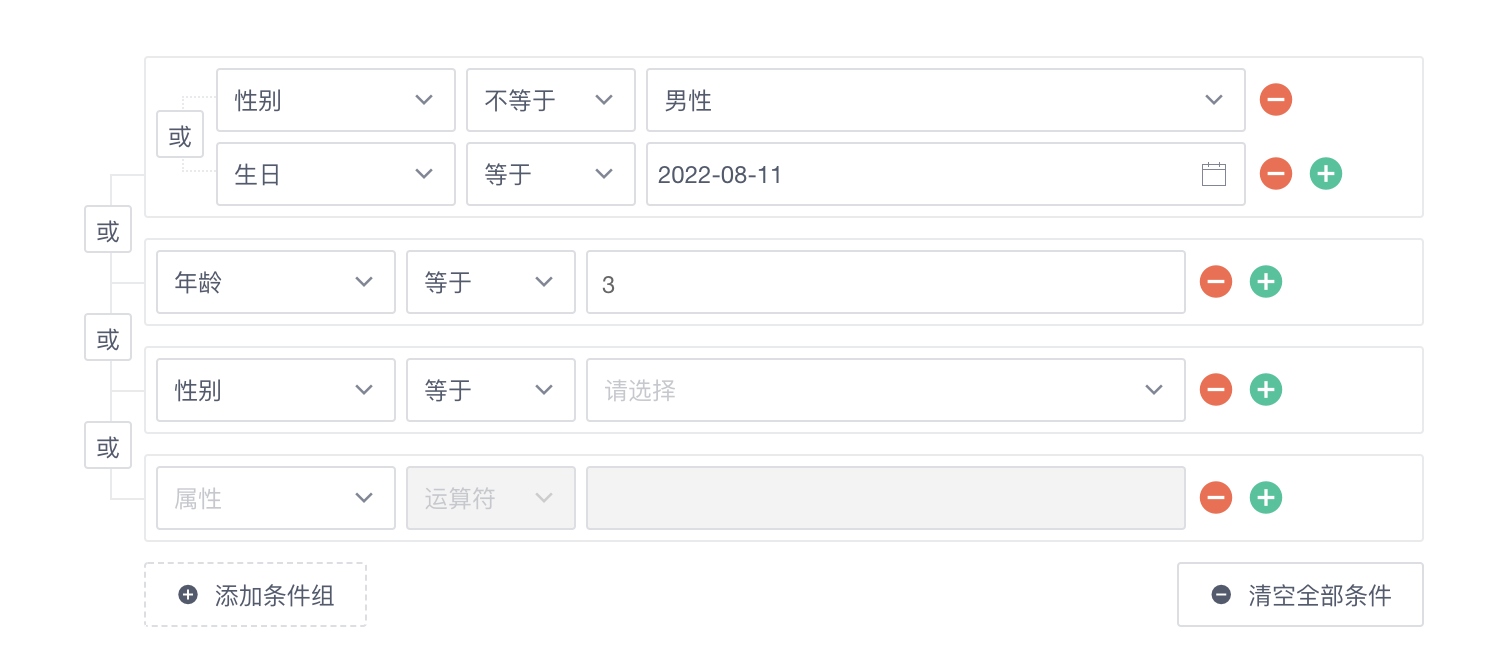 性别 不等于 男性
或
生日 等于 2022-08-11
或
年龄 等于 3
或
性别 等于 请选择
或
属性 运算符
添加条件组 清空全部条件